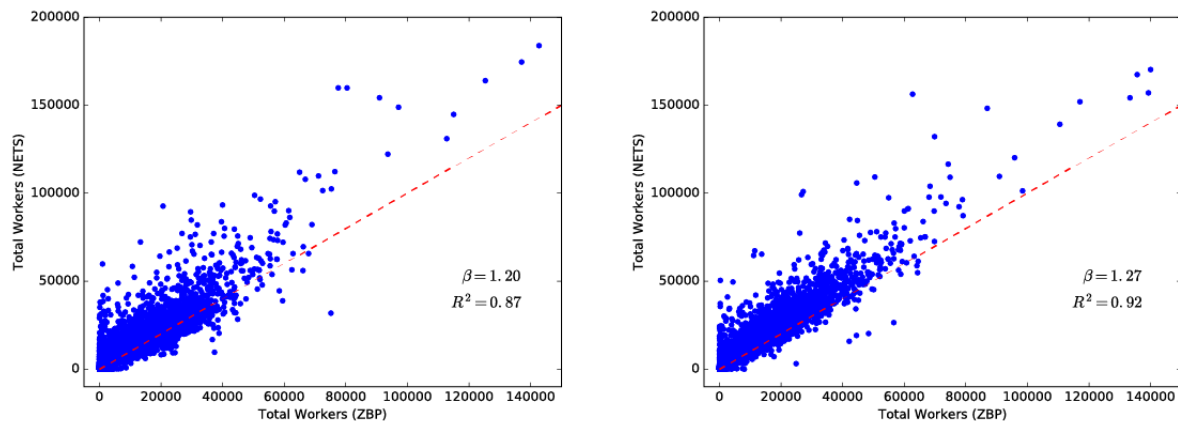 200000
150000
100000
50000
0
Total Workers (NETS)
β = 1.20
R² = 0.87
0 20000 40000 60000 80000 100000 120000 140000
Total Workers (ZBP)
200000
150000
100000
50000
0
Total Workers (NETS)
β = 1.27
R² = 0.92
0 20000 40000 60000 80000 100000 120000 140000
Total Workers (ZBP)